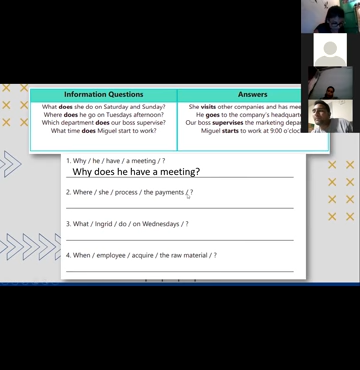 Information Questions
Answers
What does she do on Saturday and Sunday?
Where does he go on Tuesdays afternoon?
Which department does our boss supervise?
What time does Miguel start to work?
She visits other companies and has
He goes to the company's headquarte
Our boss supervises the marketing depar
Miguel starts to work at 9:00 o'cloc
1. Why / he / have / a meeting / ?
Why does he have a meeting?
2. Where / she / process / the payments / ?
3. What / Ingrid / do / on Wednesdays / ?
4. When / employee / acquire / the raw material / ?